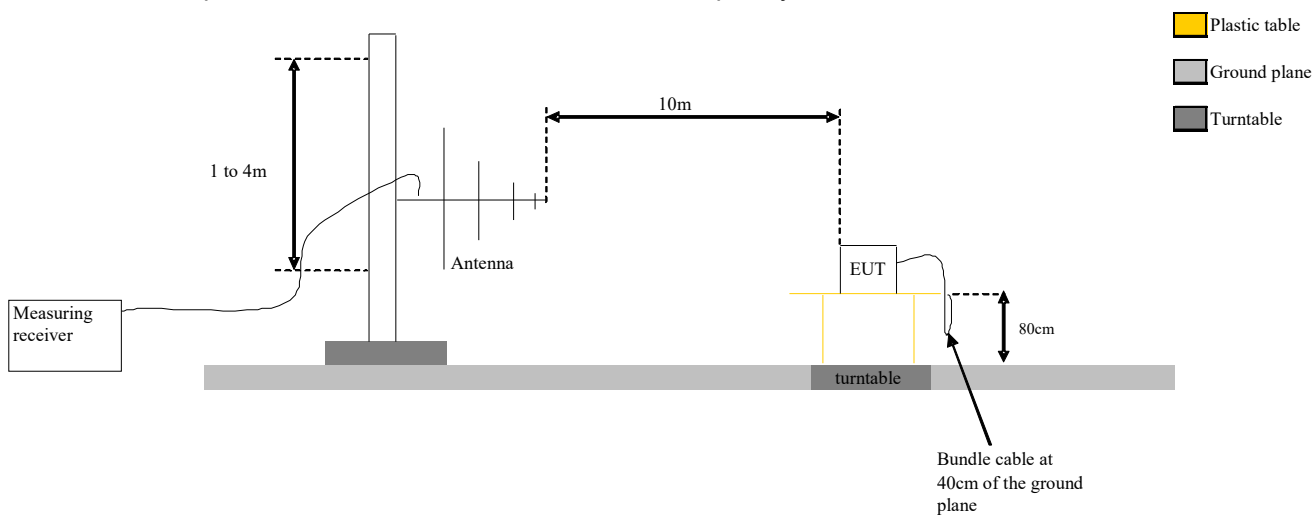 Plastic table
Ground plane
Turntable
10m
1 to 4m
Antenna
EUT
Measuring
receiver
80cm
turntable
Bundle cable at
40cm of the ground
plane